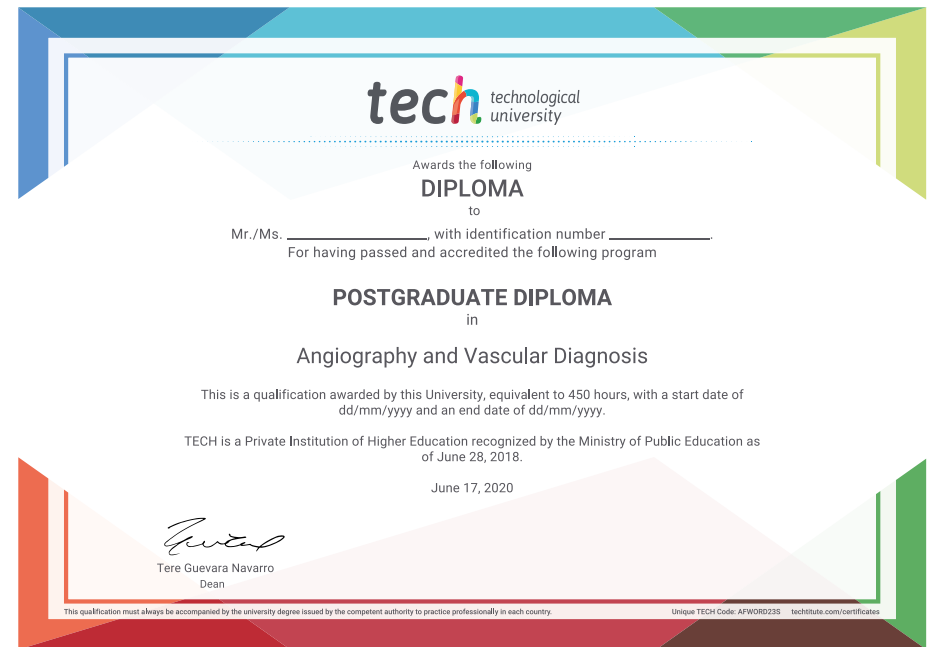 tech technological
university
Awards the following
DIPLOMA
to
Mr./Ms. ____________________, with identification number ______________.
For having passed and accredited the following program
POSTGRADUATE DIPLOMA
in
Angiography and Vascular Diagnosis
This is a qualification awarded by this University, equivalent to 450 hours, with a start date of
dd/mm/yyyy and an end date of dd/mm/yyyy.
TECH is a Private Institution of Higher Education recognized by the Ministry of Public Education as
of June 28, 2018.
June 17, 2020
Tere Guevara Navarro
Dean
This qualification must always be accompanied by the university degree issued by the competent authority to practice professionally in each country. Unique TECH Code: AFWORD23S techtitute.com/certificates